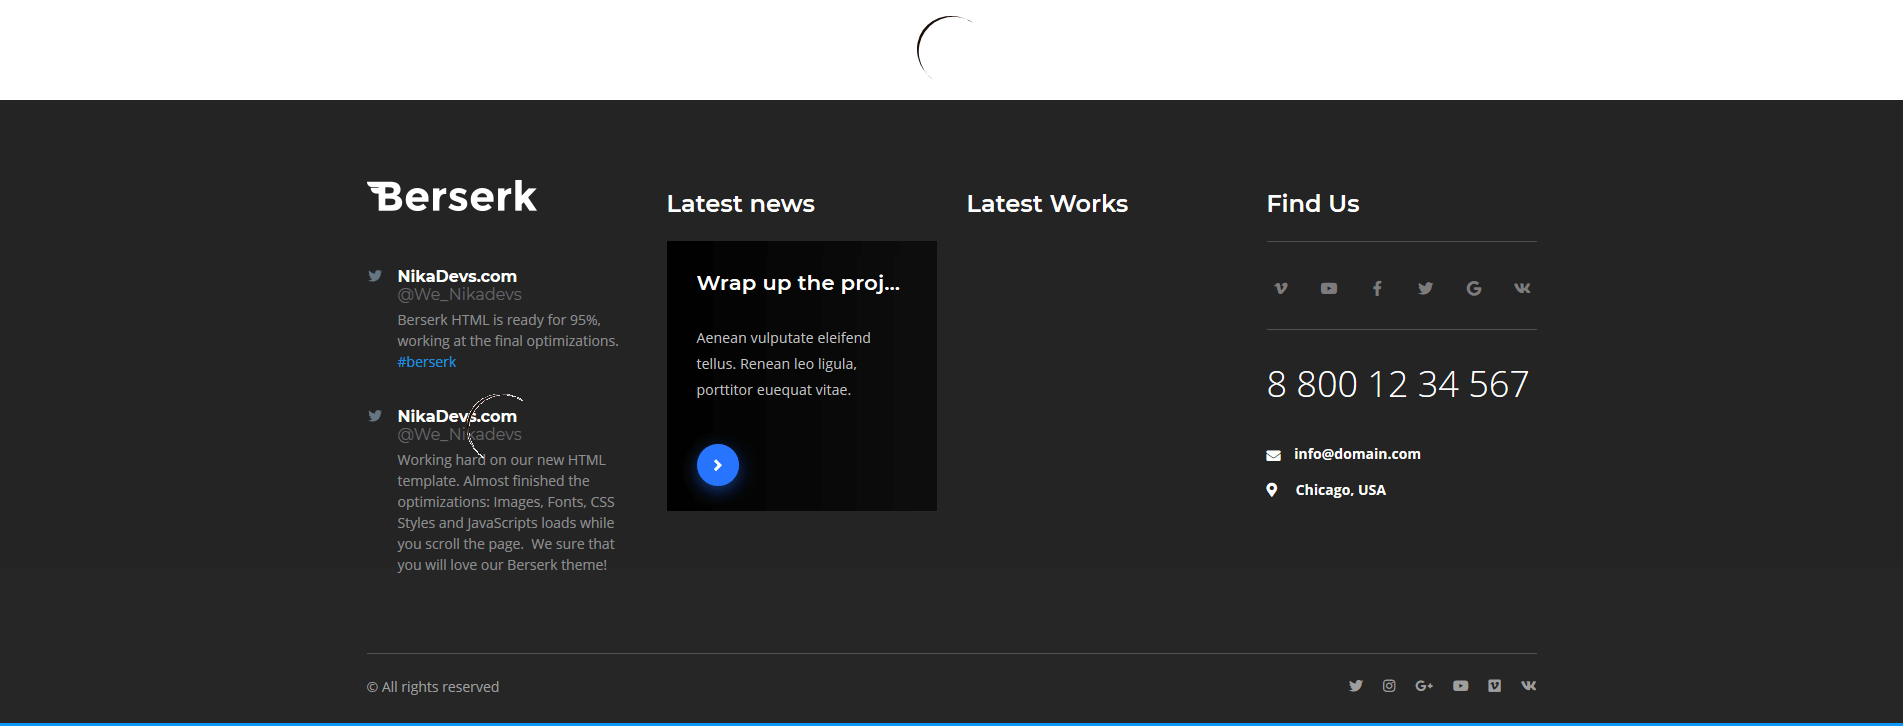 Berserk
NikaDevs.com
@We_Nikadevs
Berserk HTML is ready for 95%,
working at the final optimizations.
#berserk
NikaDevs.com
@We_Nikadevs
Working hard on our new HTML
template. Almost finished the
optimizations: Images, Fonts, CSS
Styles and JavaScripts loads while
you scroll the page.  We sure that
you will love our Berserk theme!
Latest news
Wrap up the proj...
Aenean vulputate eleifend
tellus. Renean leo ligula,
porttitor euequat vitae.
Latest Works
Find Us
8 800 12 34 567
info@domain.com
Chicago, USA
© All rights reserved